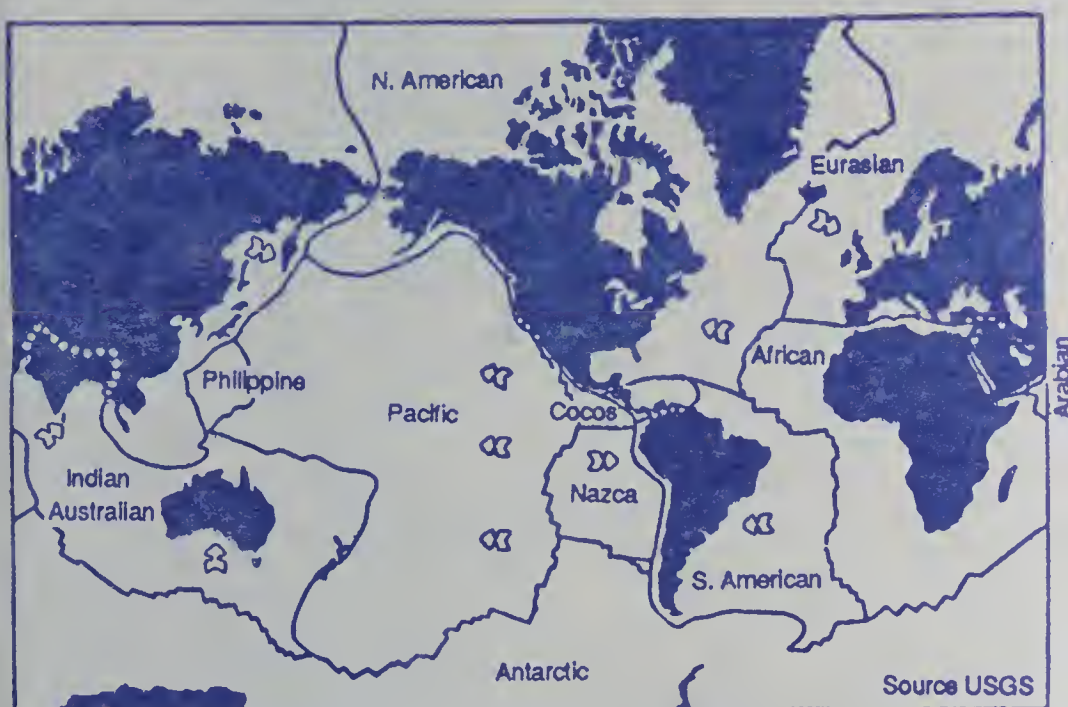 N. American
Eurasian
Philippine
Pacific
Cocos
African
Arabian
Indian
Australian
Nazca
S. American
Antarctic
Source USGS